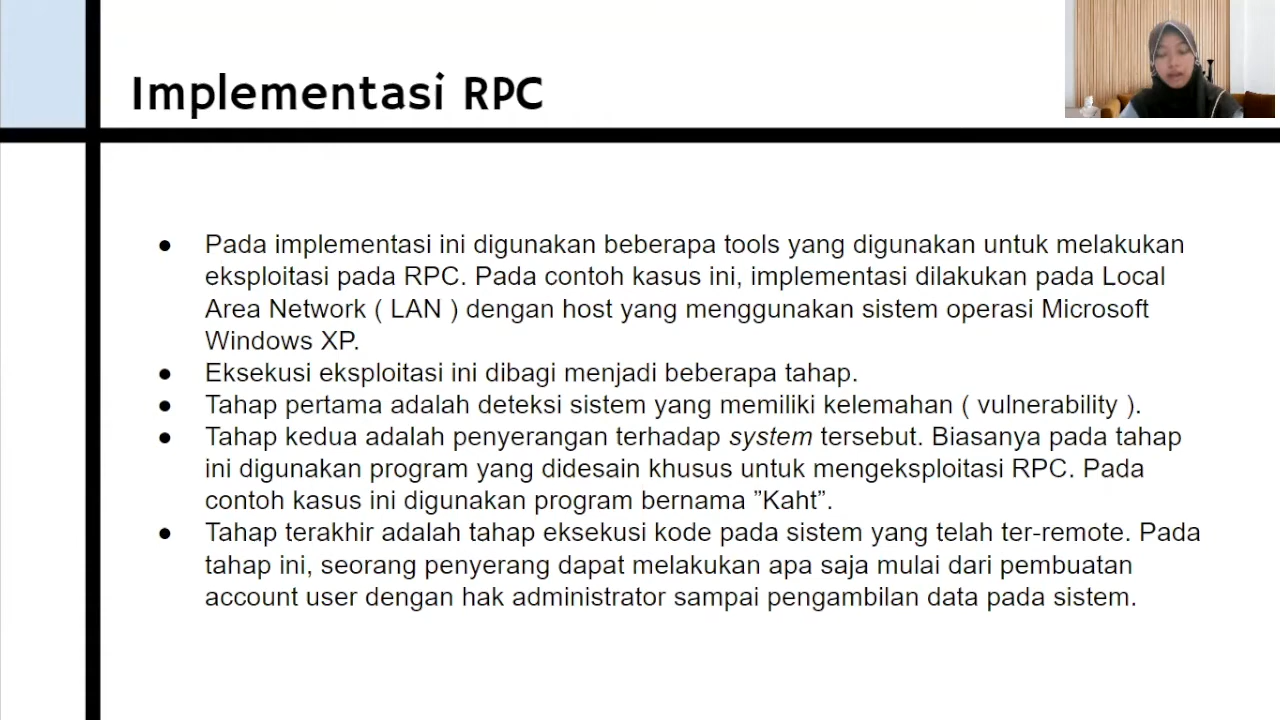 Implementasi RPC
● Pada implementasi ini digunakan beberapa tools yang digunakan untuk melakukan
eksploitasi pada RPC. Pada contoh kasus ini, implementasi dilakukan pada Local
Area Network ( LAN ) dengan host yang menggunakan sistem operasi Microsoft
Windows XP.
● Eksekusi eksploitasi ini dibagi menjadi beberapa tahap.
● Tahap pertama adalah deteksi sistem yang memiliki kelemahan ( vulnerability ).
● Tahap kedua adalah penyerangan terhadap system tersebut. Biasanya pada tahap
ini digunakan program yang didesain khusus untuk mengeksploitasi RPC. Pada
contoh kasus ini digunakan program bernama ”Kaht”.
● Tahap terakhir adalah tahap eksekusi kode pada sistem yang telah ter-remote. Pada
tahap ini, seorang penyerang dapat melakukan apa saja mulai dari pembuatan
account user dengan hak administrator sampai pengambilan data pada sistem.